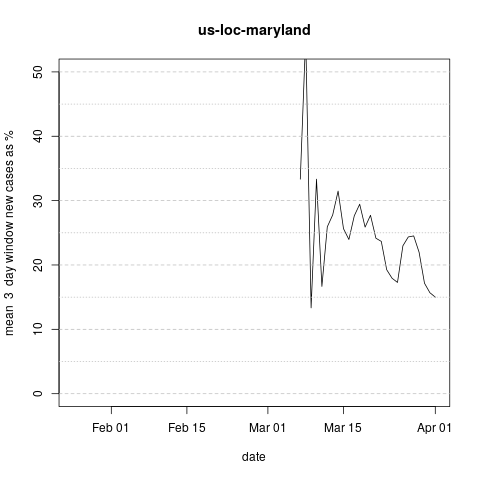 us-loc-maryland
mean  3  day window new cases as %
50
40
30
20
10
0
Feb 01
Feb 15
Mar 01
Mar 15
Apr 01
date